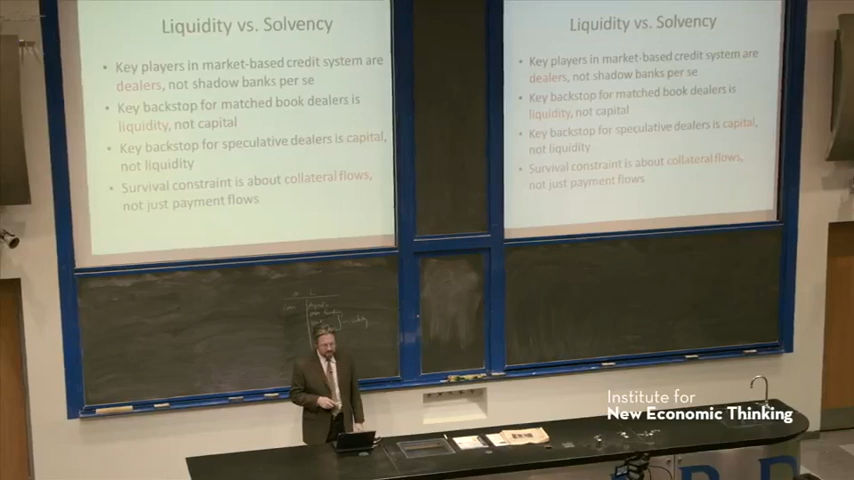 Liquidity vs. Solvency
• Key players in market-based credit system are
dealers, not shadow banks per se
• Key backstop for matched book dealers is
liquidity, not capital
• Key backstop for speculative dealers is capital,
not liquidity
• Survival constraint is about collateral flows,
not just payment flows
Liquidity vs. Solvency
• Key players in market-based credit system are
dealers, not shadow banks per se
• Key backstop for matched book dealers is
liquidity, not capital
• Key backstop for speculative dealers is capital,
not liquidity
• Survival constraint is about collateral flows,
not just payment flows
Institute for
New Economic Thinking